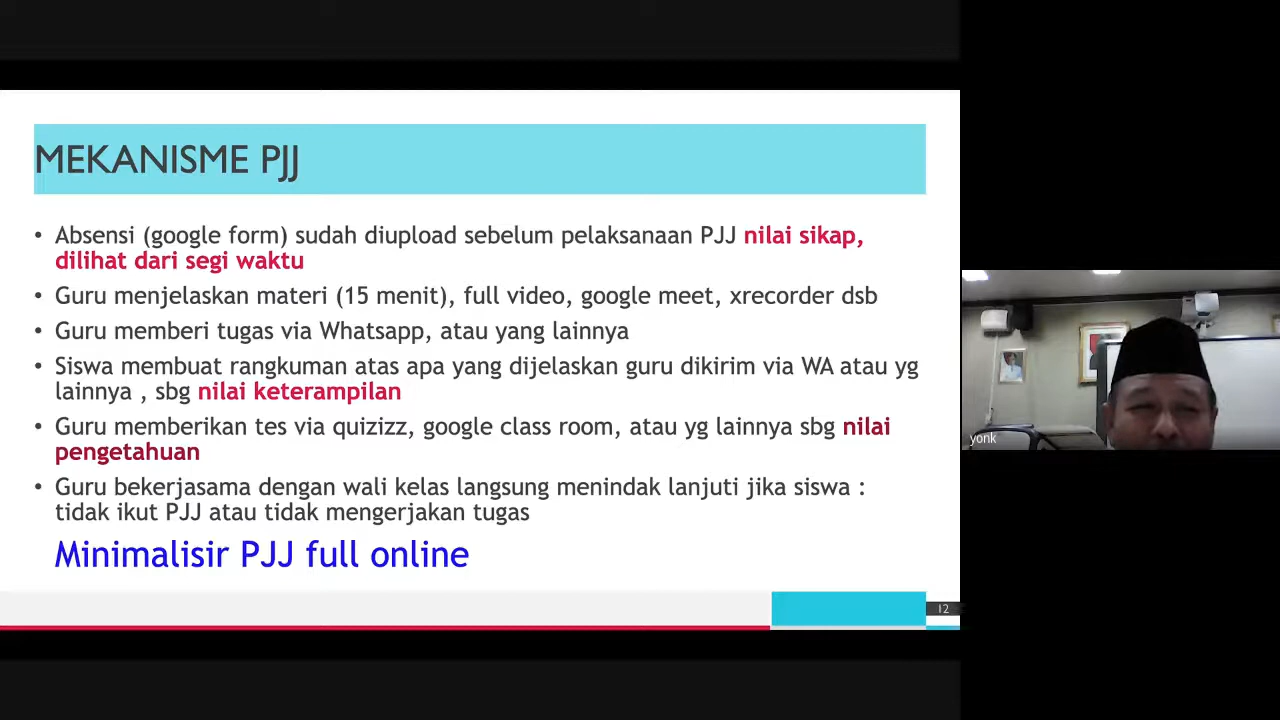 MEKANISME PJJ
• Absensi (google form) sudah diupload sebelum pelaksanaan PJJ nilai sikap,
dilihat dari segi waktu
• Guru menjelaskan materi (15 menit), full video, google meet, xrecorder dsb
• Guru memberi tugas via Whatsapp, atau yang lainnya
• Siswa membuat rangkuman atas apa yang dijelaskan guru dikirim via WA atau yg
lainnya , sbg nilai keterampilan
• Guru memberikan tes via quizizz, google class room, atau yg lainnya sbg nilai
pengetahuan
• Guru bekerjasama dengan wali kelas langsung menindak lanjuti jika siswa :
tidak ikut PJJ atau tidak mengerjakan tugas
Minimalisir PJJ full online
12
yonk